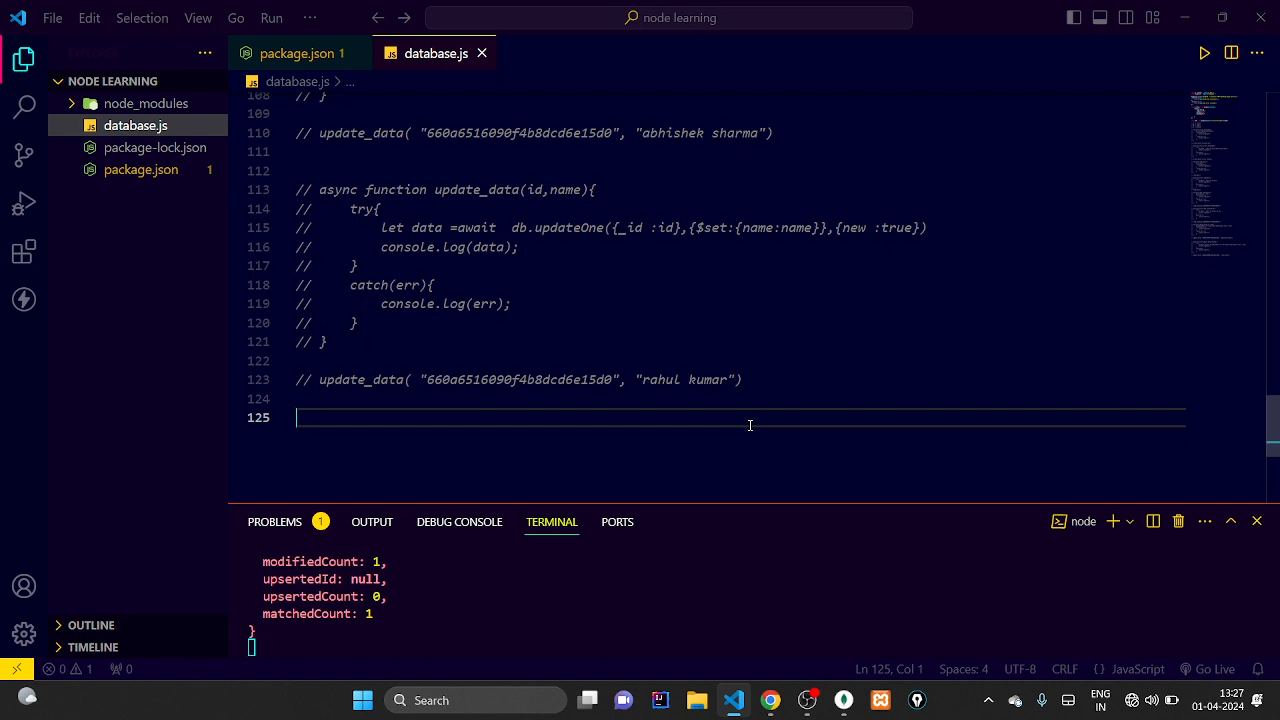 File Edit Selection View Go Run ··· node learning
package.json 1 database.js
NODE LEARNING
node_modules
database.js
package-lock.json
package.json 1
database.js > ...
108 // }
109
110 // update_data( "660a6516090f4b8dcd6e15d0", "abhishek sharma")
111
112
113 // async function update_data(id,name){
114 // try{
115 // let data =await db.updateOne({_id :id},{$set:{name:name}},{new :true})
116 // console.log(data);
117 // }
118 // catch(err){
119 // console.log(err);
120 // }
121 // }
122
123 // update_data( "660a6516090f4b8dcd6e15d0", "rahul kumar")
124
125
PROBLEMS 1 OUTPUT DEBUG CONSOLE TERMINAL PORTS node
modifiedCount: 1,
upsertedId: null,
upsertedCount: 0,
matchedCount: 1
}
OUTLINE
TIMELINE
0 1 0 Ln 125, Col 1 Spaces: 4 UTF-8 CRLF {} JavaScript Go Live
Search ENG IN 13:27 01-04-2024